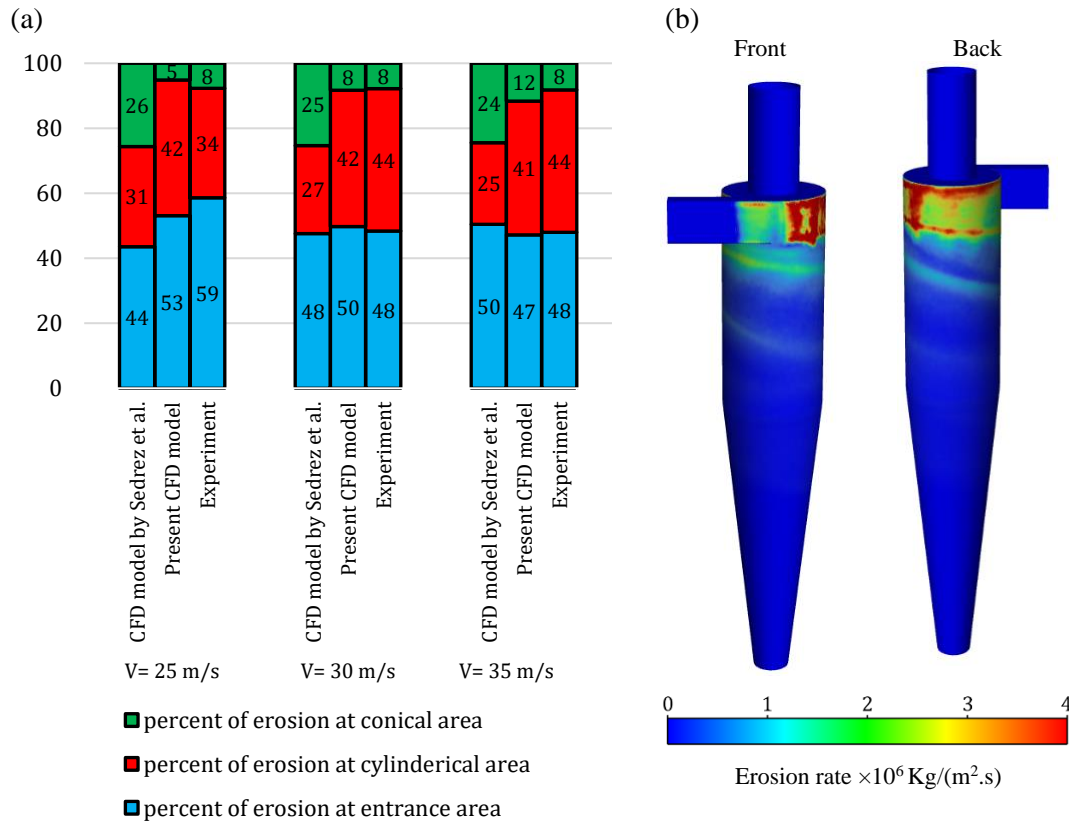 (a)
100
80
60
40
20
0
26
31
44
5
42
53
8
34
59
25
27
48
8
42
50
8
44
48
24
25
50
12
41
47
8
44
48
CFD model by Sedrez et al.
Present CFD model
Experiment
CFD model by Sedrez et al.
Present CFD model
Experiment
CFD model by Sedrez et al.
Present CFD model
Experiment
V= 25 m/s
V= 30 m/s
V= 35 m/s
percent of erosion at conical area
percent of erosion at cylinderical area
percent of erosion at entrance area
(b)
Front
Back
0 1 2 3 4
Erosion rate ×10⁶ Kg/(m².s)